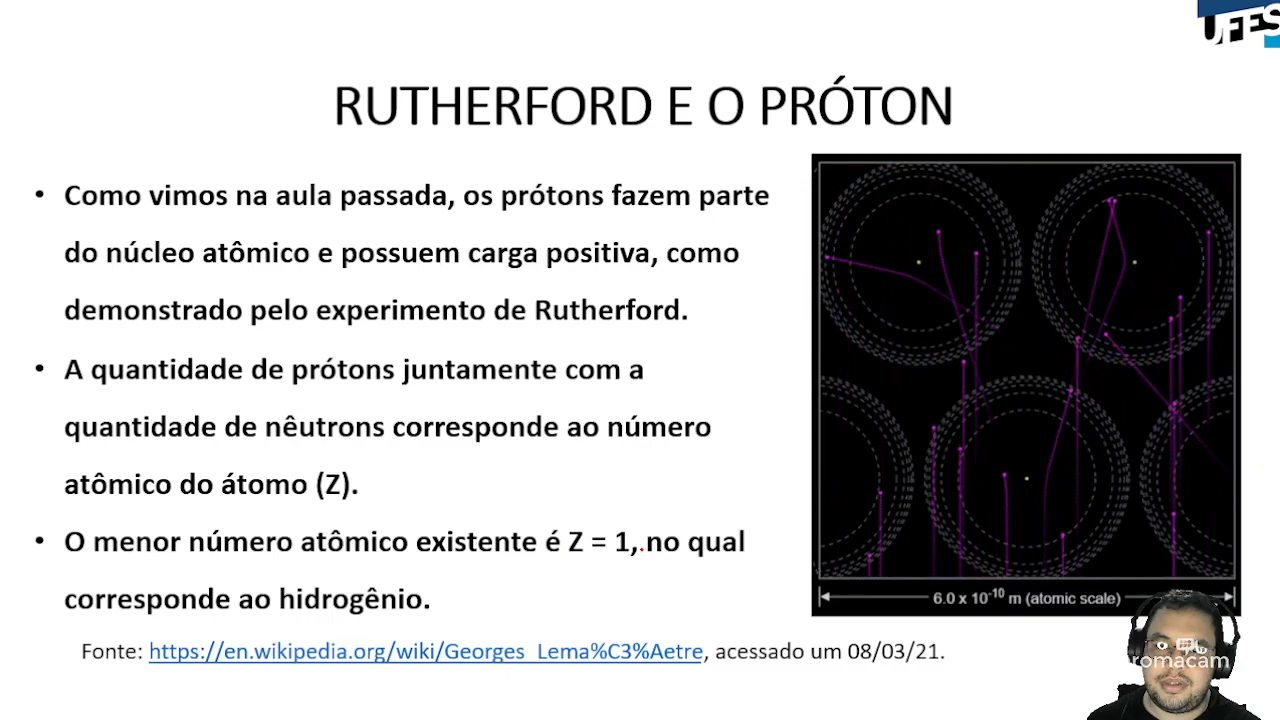 UFES
RUTHERFORD E O PRÓTON
• Como vimos na aula passada, os prótons fazem parte
do núcleo atômico e possuem carga positiva, como
demonstrado pelo experimento de Rutherford.
• A quantidade de prótons juntamente com a
quantidade de nêutrons corresponde ao número
atômico do átomo (Z).
• O menor número atômico existente é Z = 1, no qual
corresponde ao hidrogênio.
6.0 x 10⁻¹⁰ m (atomic scale)
Fonte: https://en.wikipedia.org/wiki/Georges_Lema%C3%Aetre, acessado um 08/03/21.
romacam